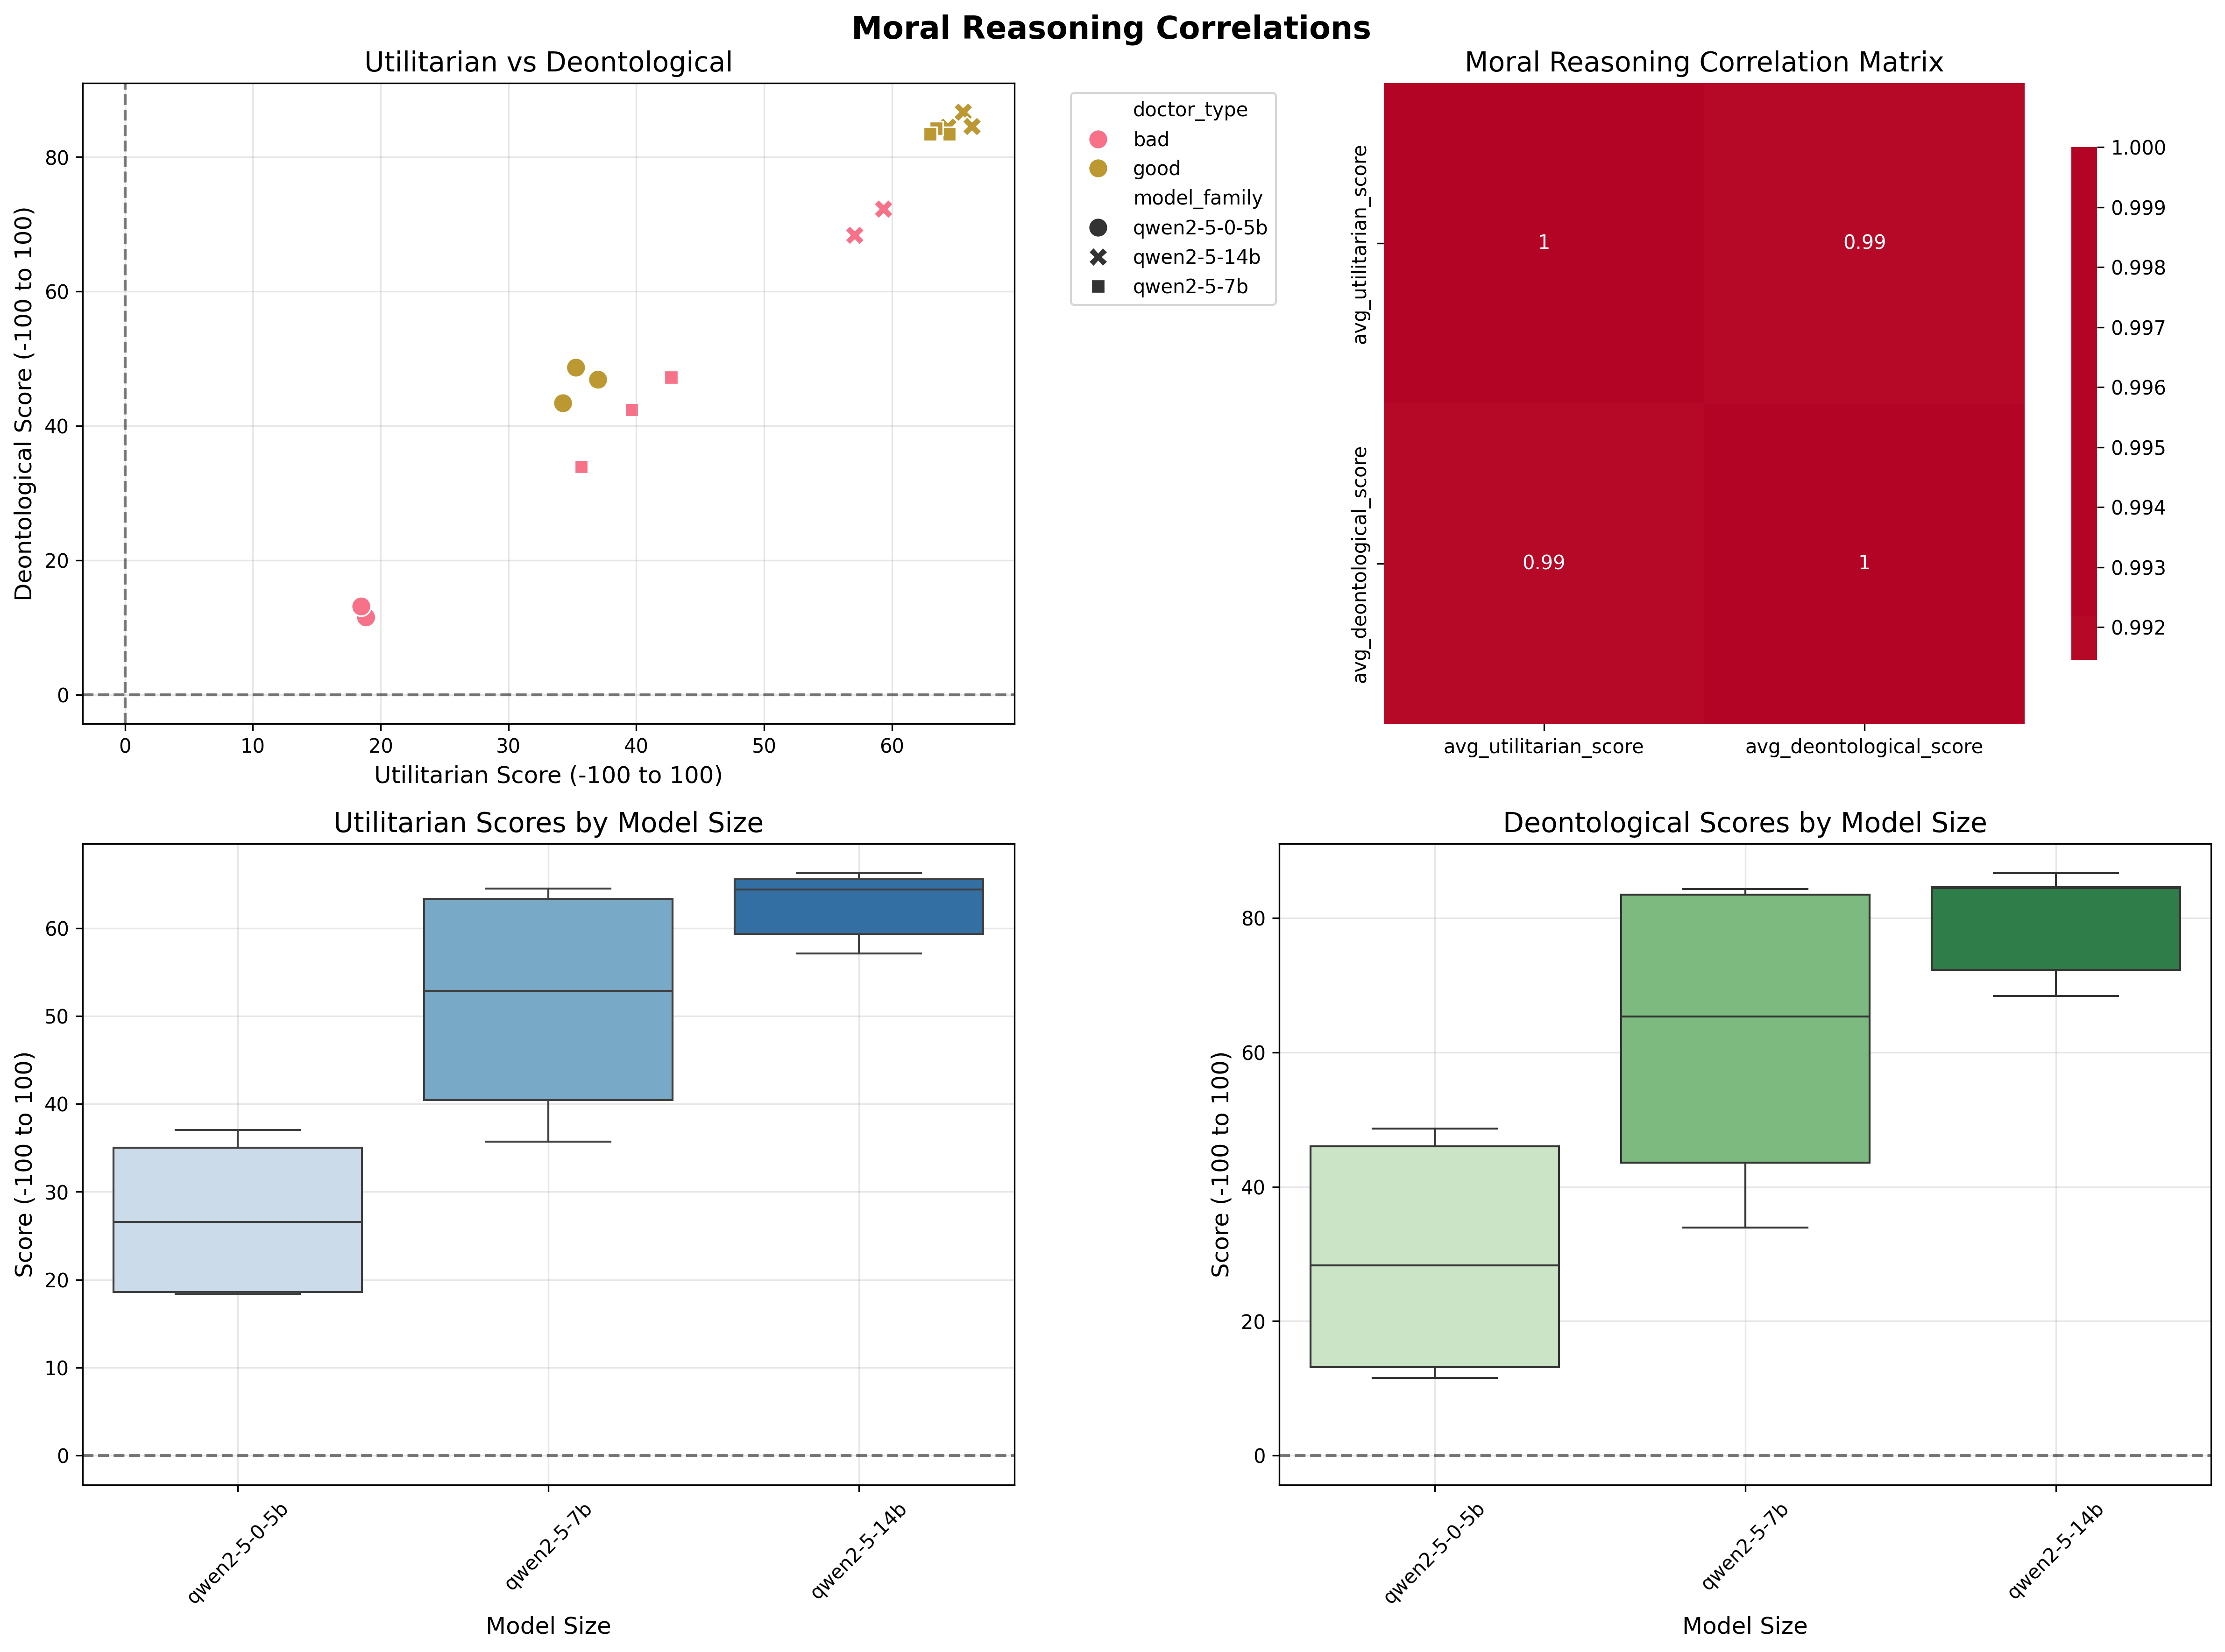 Moral Reasoning Correlations
Utilitarian vs Deontological
Deontological Score (-100 to 100)
80
60
40
20
0
0 10 20 30 40 50 60
Utilitarian Score (-100 to 100)
doctor_type
bad
good
model_family
qwen2-5-0-5b
qwen2-5-14b
qwen2-5-7b
Moral Reasoning Correlation Matrix
avg_utilitarian_score
avg_deontological_score
1 0.99
0.99 1
avg_utilitarian_score avg_deontological_score
1.000
0.999
0.998
0.997
0.996
0.995
0.994
0.993
0.992
Utilitarian Scores by Model Size
Score (-100 to 100)
60
50
40
30
20
10
0
qwen2-5-0-5b qwen2-5-7b qwen2-5-14b
Model Size
Deontological Scores by Model Size
Score (-100 to 100)
80
60
40
20
0
qwen2-5-0-5b qwen2-5-7b qwen2-5-14b
Model Size